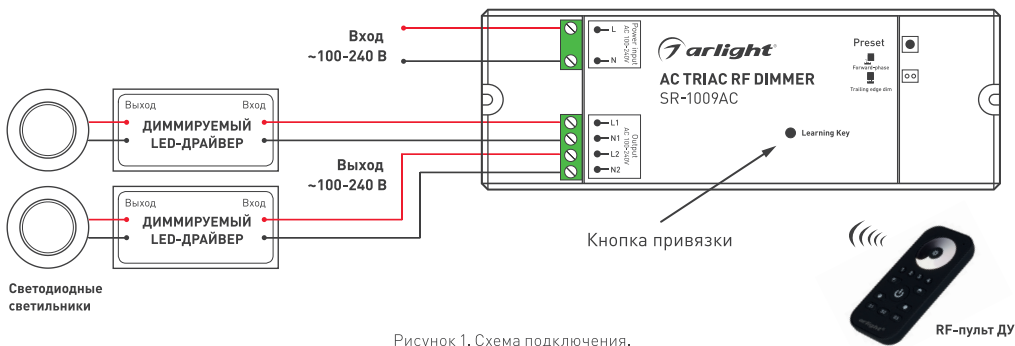 Вход
~100-240 В
L
N
Power Input
AC 100-240V
arlight
AC TRIAC RF DIMMER
SR-1009AC
Preset
Forward-phase
Trailing edge dim
Learning Key
Выход Вход
ДИММИРУЕМЫЙ
LED-ДРАЙВЕР
L1
N1
L2
N2
Output
AC 100-240V
Выход
~100-240 В
Выход Вход
ДИММИРУЕМЫЙ
LED-ДРАЙВЕР
Кнопка привязки
Светодиодные
светильники
arlight
RF-пульт ДУ
Рисунок 1. Схема подключения.